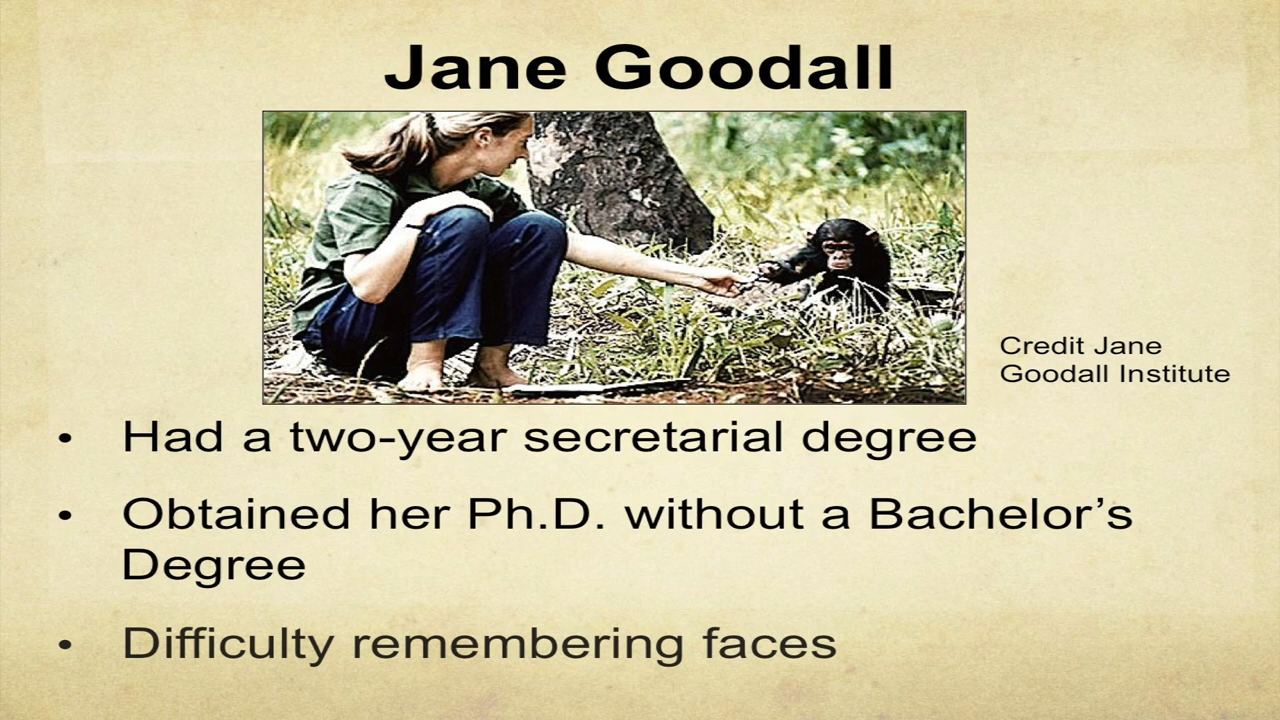 Jane Goodall
Credit Jane
Goodall Institute
• Had a two-year secretarial degree
• Obtained her Ph.D. without a Bachelor’s
Degree
• Difficulty remembering faces